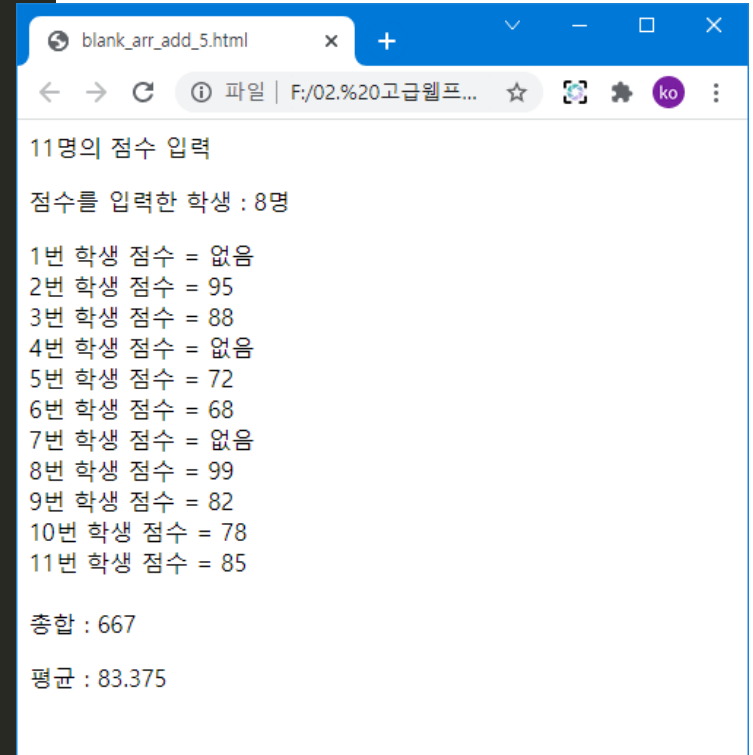 blank_arr_add_5.html
파일 F:/02.%20고급웹프... ko
11명의 점수 입력
점수를 입력한 학생 : 8명
1번 학생 점수 = 없음
2번 학생 점수 = 95
3번 학생 점수 = 88
4번 학생 점수 = 없음
5번 학생 점수 = 72
6번 학생 점수 = 68
7번 학생 점수 = 없음
8번 학생 점수 = 99
9번 학생 점수 = 82
10번 학생 점수 = 78
11번 학생 점수 = 85
총합 : 667
평균 : 83.375